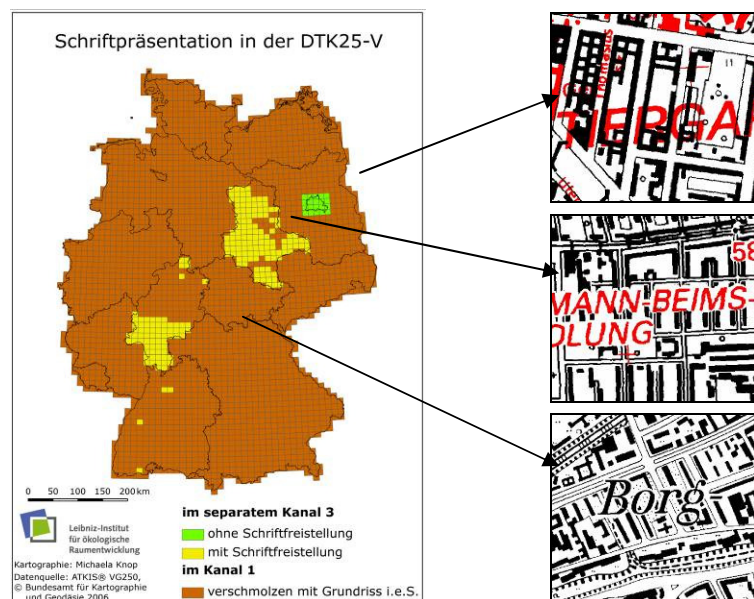 Schriftpräsentation in der DTK25-V
0 50 100 150 200 km
Leibniz-Institut
für ökologische
Raumentwicklung
Kartographie: Michaela Knop
Datenquelle: ATKIS® VG250,
© Bundesamt für Kartographie
und Geodäsie 2006
im separatem Kanal 3
ohne Schriftfreistellung
mit Schriftfreistellung
im Kanal 1
verschmolzen mit Grundriss i.e.S.
TIERGA
58
MANN-BEIMS-
OLUNG
Borg-